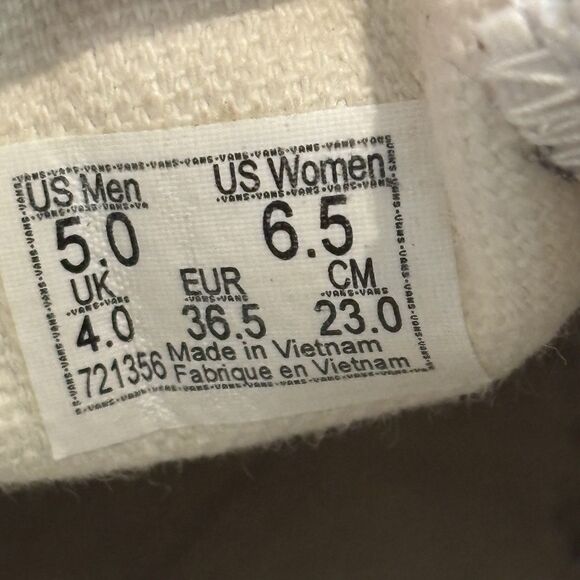 US Men US Women
5.0 6.5
UK EUR CM
4.0 36.5 23.0
721356 Made in Vietnam
Fabrique en Vietnam